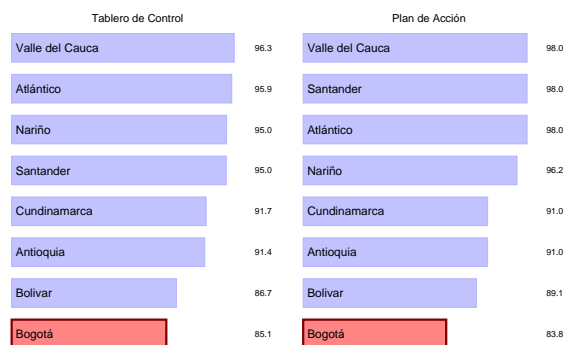 Tablero de Control
Valle del Cauca 96.3
Atlántico 95.9
Nariño 95.0
Santander 95.0
Cundinamarca 91.7
Antioquia 91.4
Bolivar 86.7
Bogotá 85.1
Plan de Acción
Valle del Cauca 98.0
Santander 98.0
Atlántico 98.0
Nariño 96.2
Cundinamarca 91.0
Antioquia 91.0
Bolivar 89.1
Bogotá 83.8